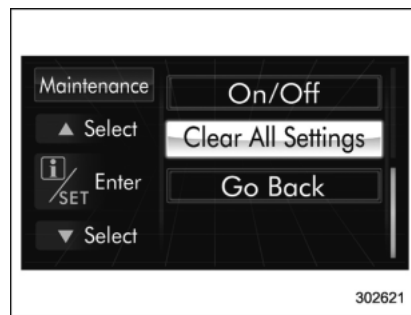 Maintenance
▲ Select
i/SET Enter
▼ Select
On/Off
Clear All Settings
Go Back
302621